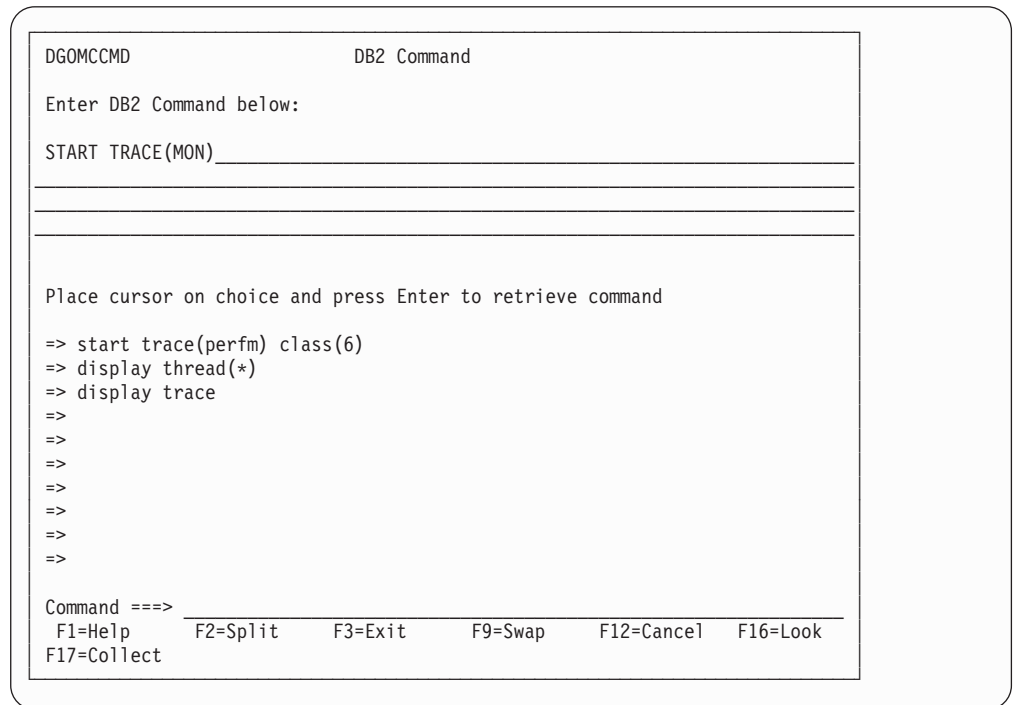 DGOMCCMD DB2 Command
Enter DB2 Command below:
START TRACE(MON)
Place cursor on choice and press Enter to retrieve command
=> start trace(perfm) class(6)
=> display thread(*)
=> display trace
=>
=>
=>
=>
=>
=>
=>
Command ===>
F1=Help F2=Split F3=Exit F9=Swap F12=Cancel F16=Look
F17=Collect